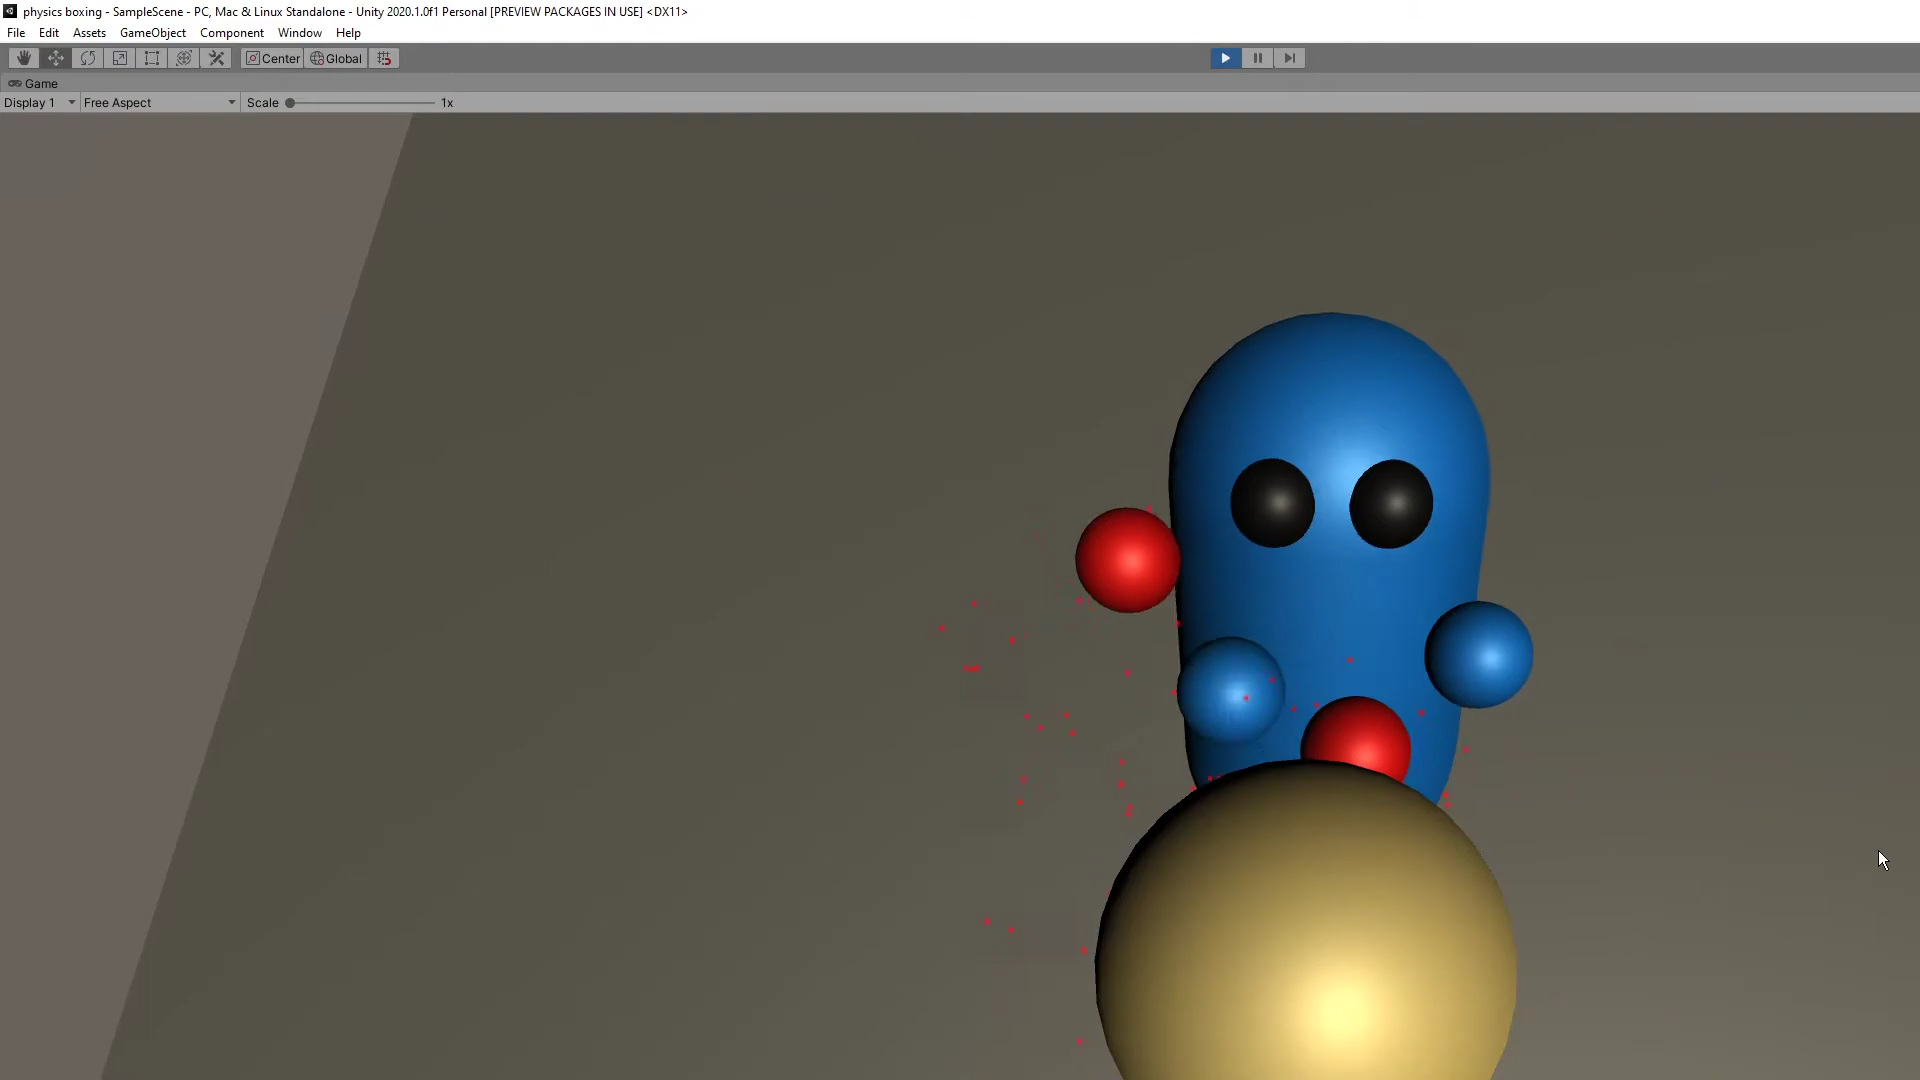 physics boxing - SampleScene - PC, Mac & Linux Standalone - Unity 2020.1.0f1 Personal [PREVIEW PACKAGES IN USE] <DX11>
File Edit Assets GameObject Component Window Help
Center Global
Game
Display 1 Free Aspect Scale 1x